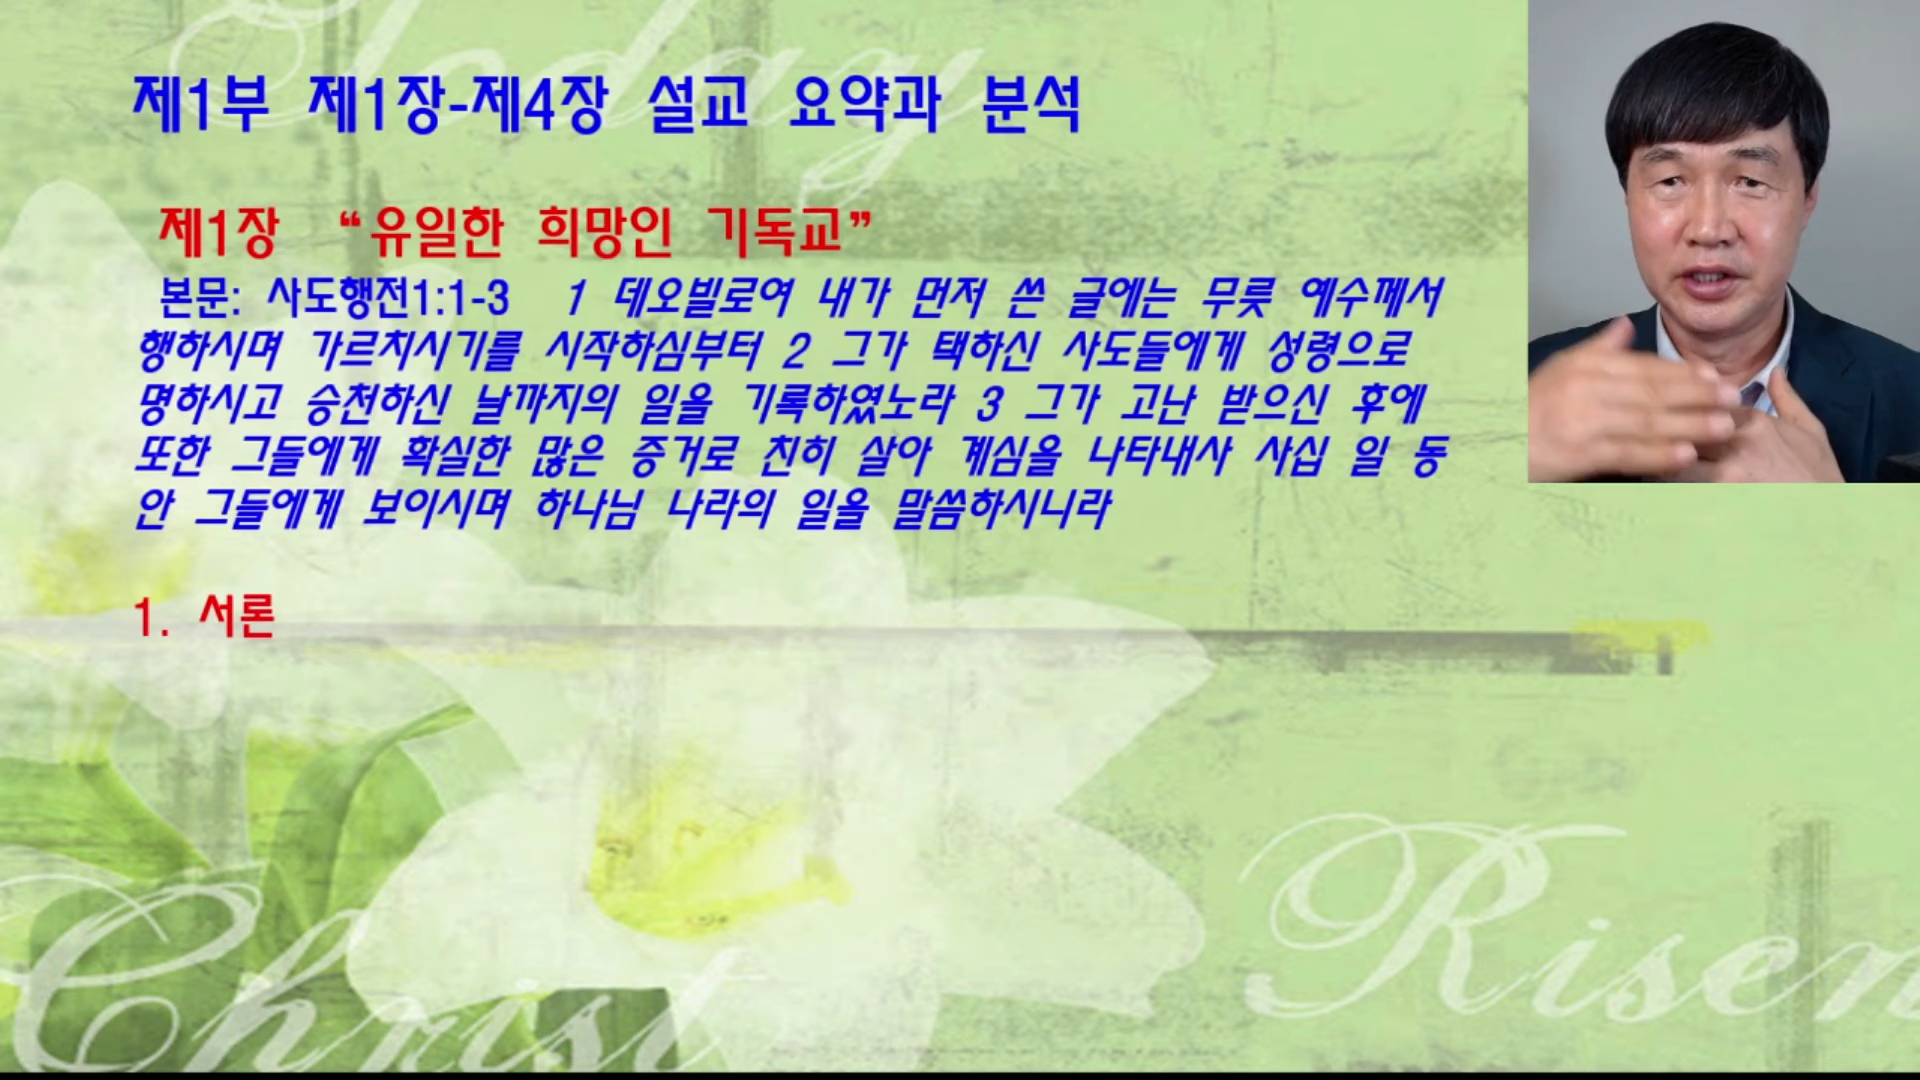 Today
제1부 제1장-제4장 설교 요약과 분석
제1장 “유일한 희망인 기독교”
본문: 사도행전1:1-3 1 데오빌로여 내가 먼저 쓴 글에는 무릇 예수께서
행하시며 가르치시기를 시작하심부터 2 그가 택하신 사도들에게 성령으로
명하시고 승천하신 날까지의 일을 기록하였노라 3 그가 고난 받으신 후에
또한 그들에게 확실한 많은 증거로 친히 살아 계심을 나타내사 사십 일 동
안 그들에게 보이시며 하나님 나라의 일을 말씀하시니라
1. 서론
Christ
Risen